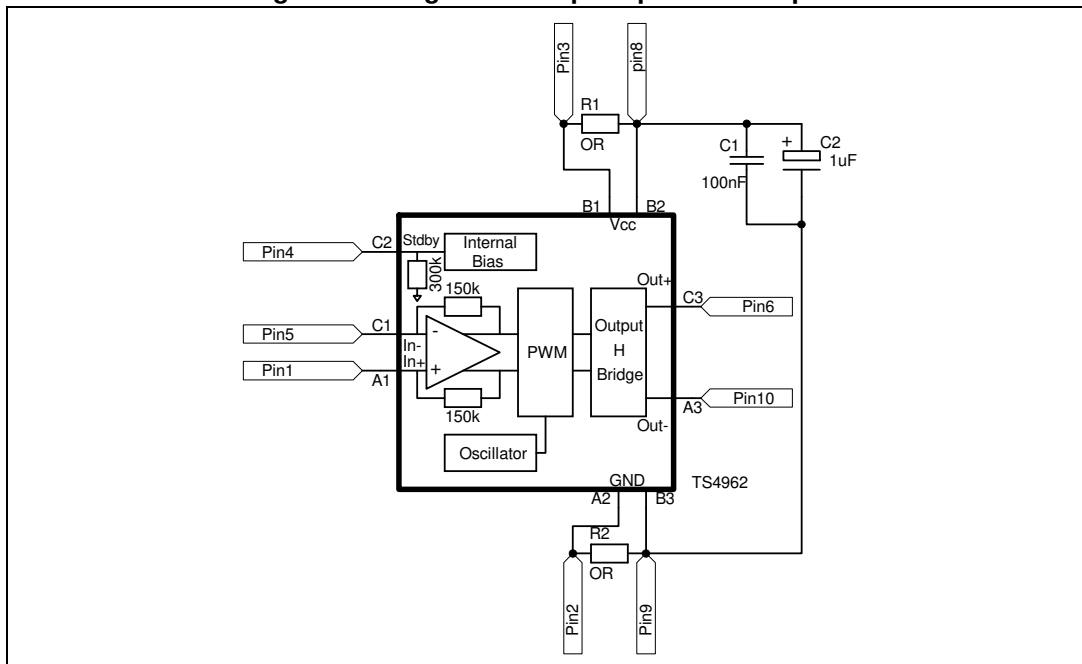 Pin3
pin8
R1
OR
C1
100nF
+ C2
1uF
B1
B2
Vcc
Pin4
C2
Stdby
Internal
Bias
300k
150k
Out+
C3
Pin6
Pin5
C1
-
In-
In+
+
Pin1
A1
PWM
Output
H
Bridge
Pin10
A3
Out-
150k
Oscillator
GND
TS4962
A2
B3
R2
OR
Pin2
Pin9